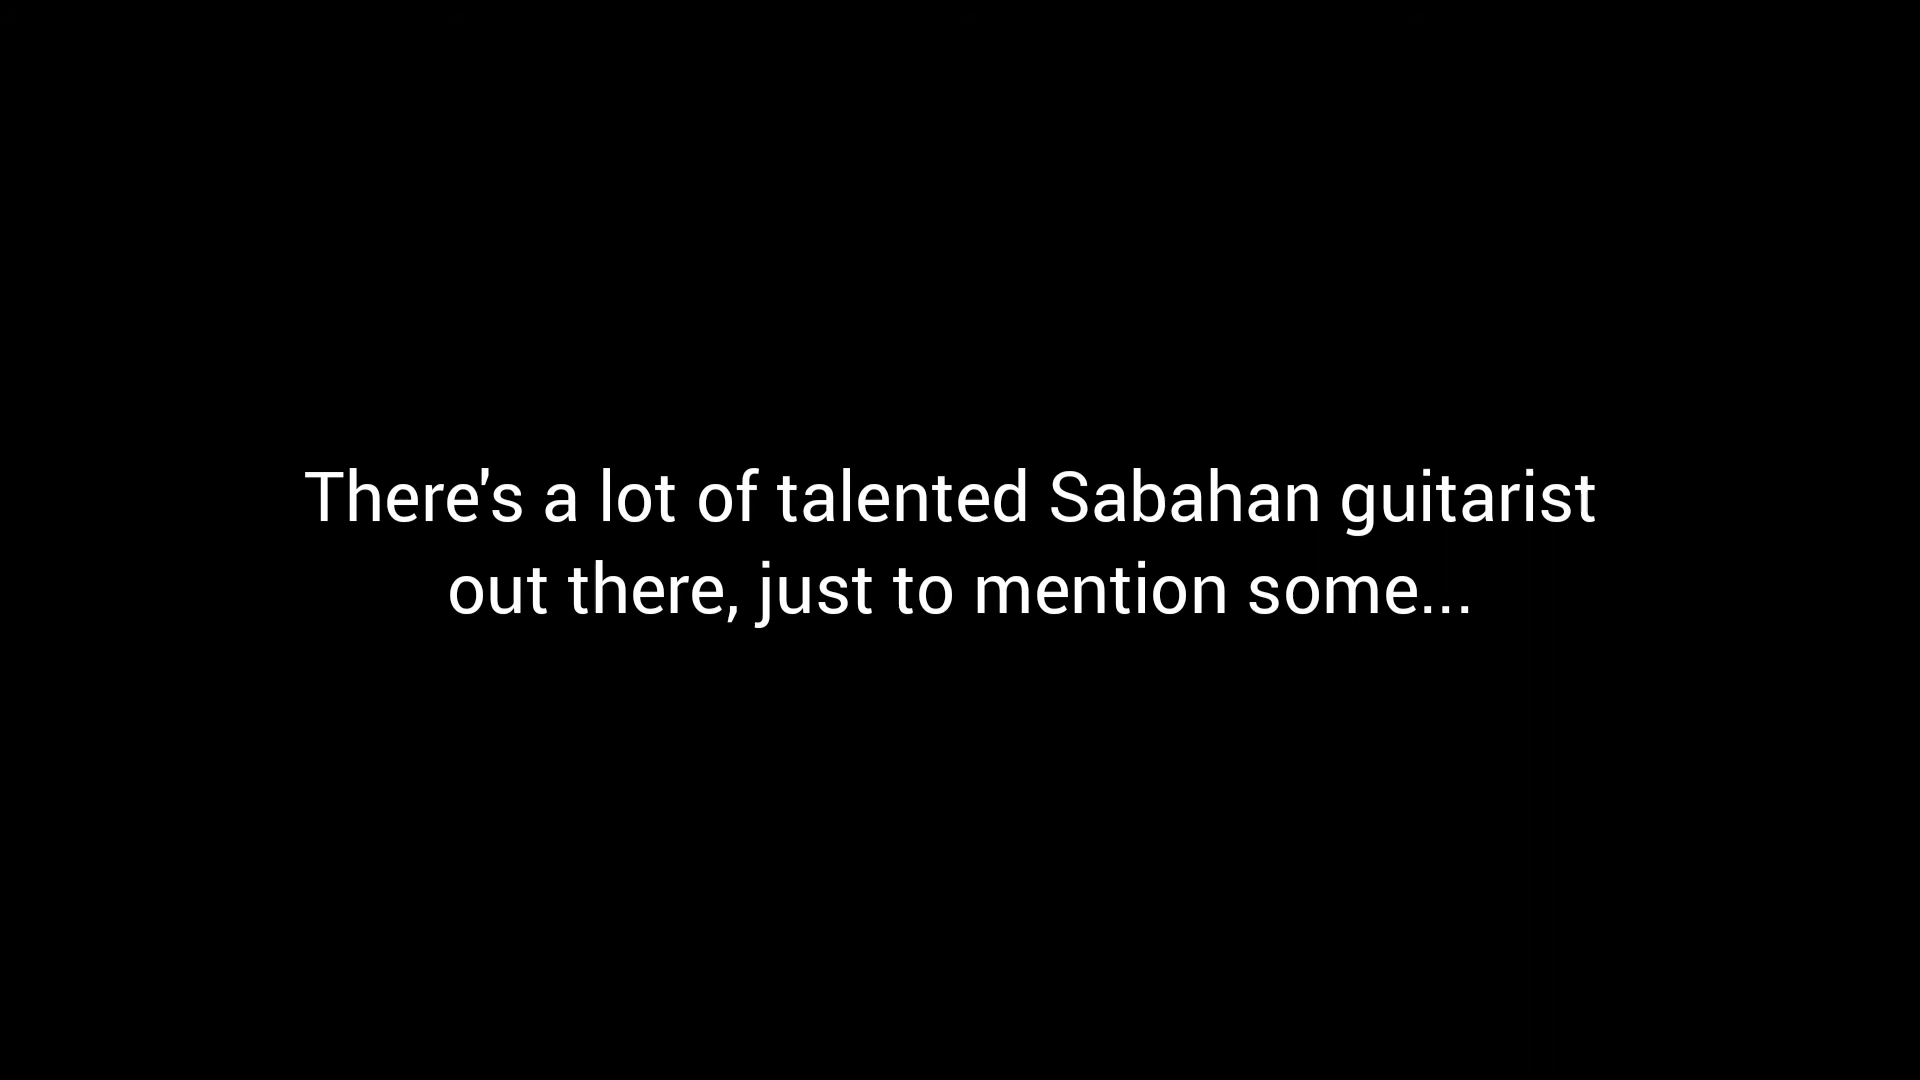 There's a lot of talented Sabahan guitarist
out there, just to mention some...